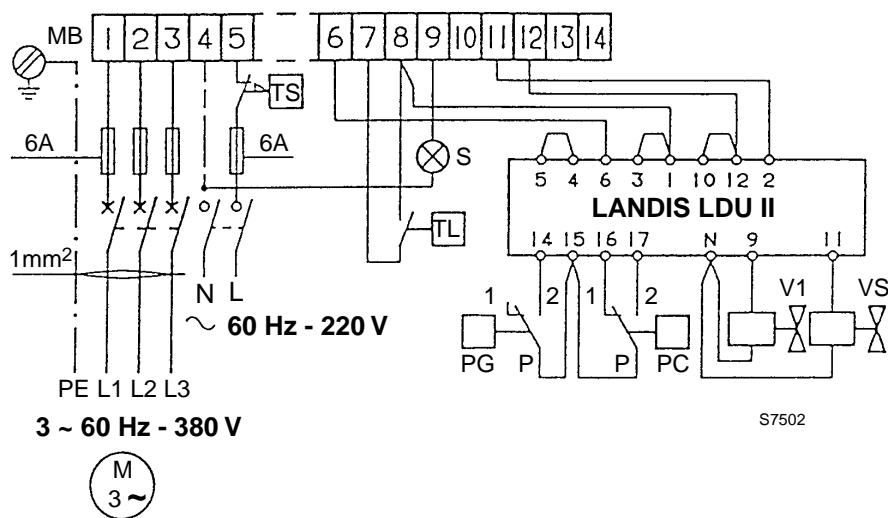 MB 1 2 3 4 5 6 7 8 9 10 11 12 13 14
TS
6A 6A S
5 4 6 3 1 10 12 2
LANDIS LDU II
TL
14 15 16 17 N 9 11
1mm²
N L
1 2 1 2 V1 VS
~ 60 Hz - 220 V
PG P P PC
PE L1 L2 L3
3 ~ 60 Hz - 380 V
S7502
M
3 ~